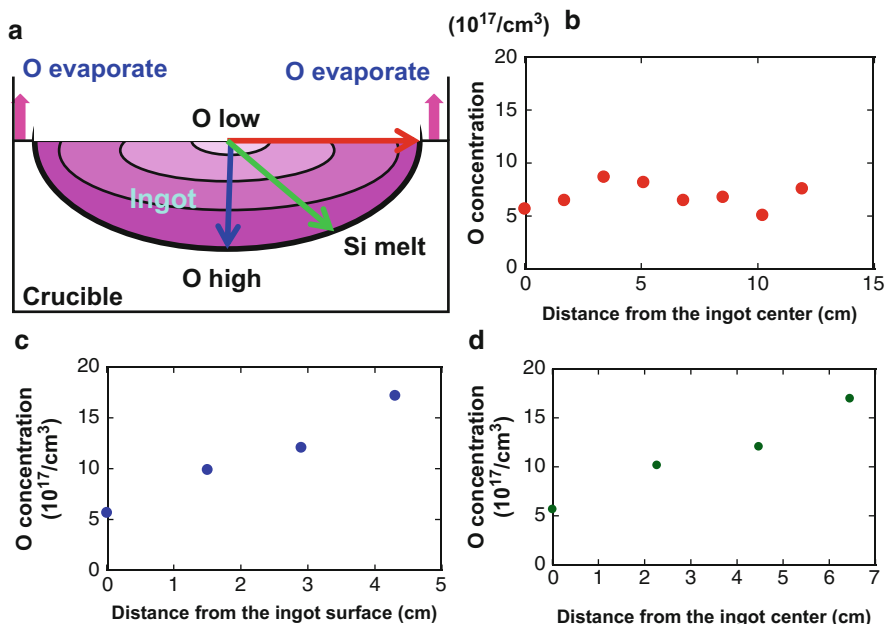 a
O evaporate O evaporate
O low
Ingot
Si melt
O high
Crucible
(10^17/cm^3) b
O concentration
20
15
10
5
0
0 5 10 15
Distance from the ingot center (cm)
c
O concentration
(10^17/cm^3)
20
15
10
5
0
0 1 2 3 4 5
Distance from the ingot surface (cm)
d
O concentration
(10^17/cm^3)
20
15
10
5
0
0 1 2 3 4 5 6 7
Distance from the ingot center (cm)